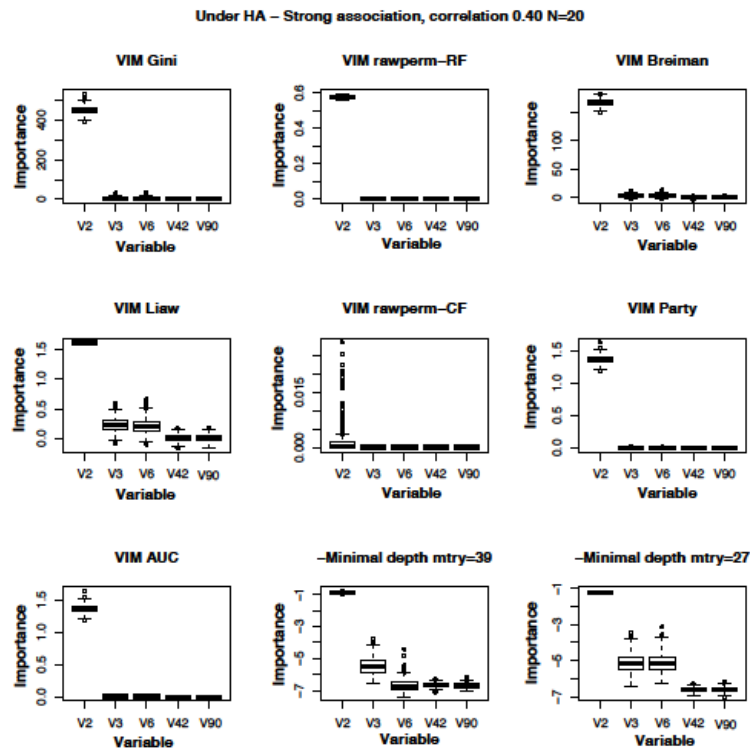 Under HA – Strong association, correlation 0.40 N=20
VIM Gini
VIM rawperm–RF
VIM Breiman
Importance
0 200 400
V2 V3 V6 V42 V90
Variable
Importance
0.0 0.2 0.4 0.6
V2 V3 V6 V42 V90
Variable
Importance
0 50 100
V2 V3 V6 V42 V90
Variable
VIM Liaw
VIM rawperm–CF
VIM Party
Importance
0.0 0.5 1.0 1.5
V2 V3 V6 V42 V90
Variable
Importance
0.000 0.015
V2 V3 V6 V42 V90
Variable
Importance
0.0 0.5 1.0 1.5
V2 V3 V6 V42 V90
Variable
VIM AUC
–Minimal depth mtry=39
–Minimal depth mtry=27
Importance
0.0 0.5 1.0 1.5
V2 V3 V6 V42 V90
Variable
Importance
–7 –5 –3 –1
V2 V3 V6 V42 V90
Variable
Importance
–7 –5 –3 –1
V2 V3 V6 V42 V90
Variable